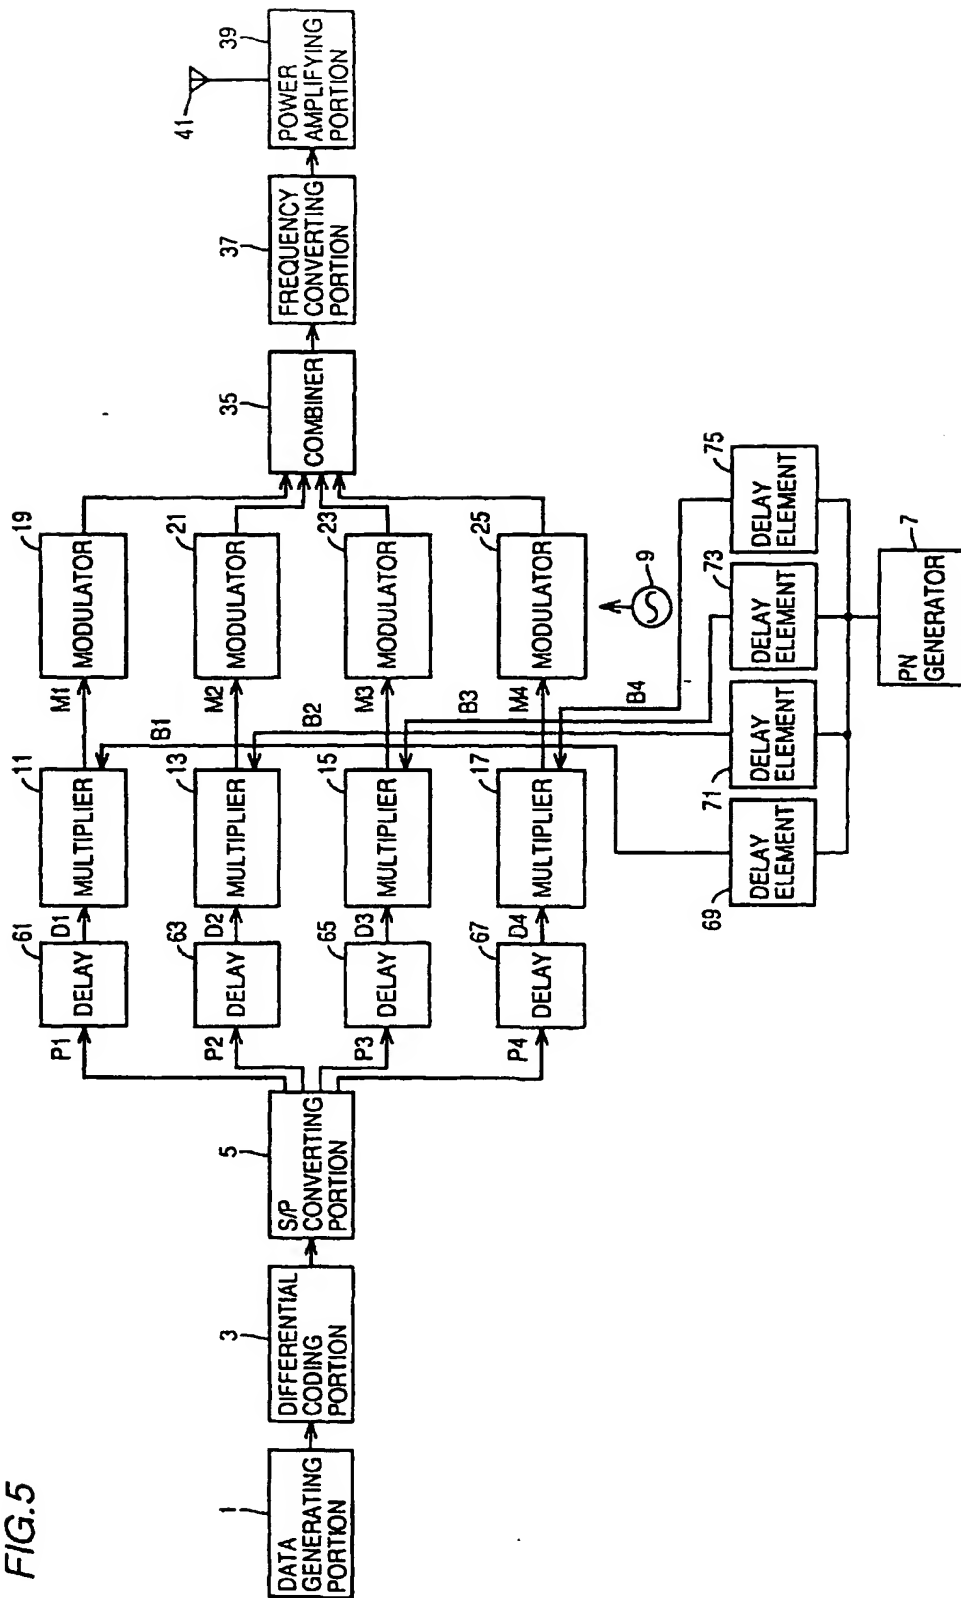 FIG.5
1
DATA
GENERATING
PORTION
3
DIFFERENTIAL
CODING
PORTION
5
S/P
CONVERTING
PORTION
P1
P2
P3
P4
61
DELAY
63
DELAY
65
DELAY
67
DELAY
D1
D2
D3
D4
11
MULTIPLIER
13
MULTIPLIER
15
MULTIPLIER
17
MULTIPLIER
B1
B2
B3
B4
M1
M2
M3
M4
19
MODULATOR
21
MODULATOR
23
MODULATOR
25
MODULATOR
9
35
COMBINER
37
FREQUENCY
CONVERTING
PORTION
39
POWER
AMPLIFYING
PORTION
41
69
DELAY
ELEMENT
71
DELAY
ELEMENT
73
DELAY
ELEMENT
75
DELAY
ELEMENT
7
PN
GENERATOR